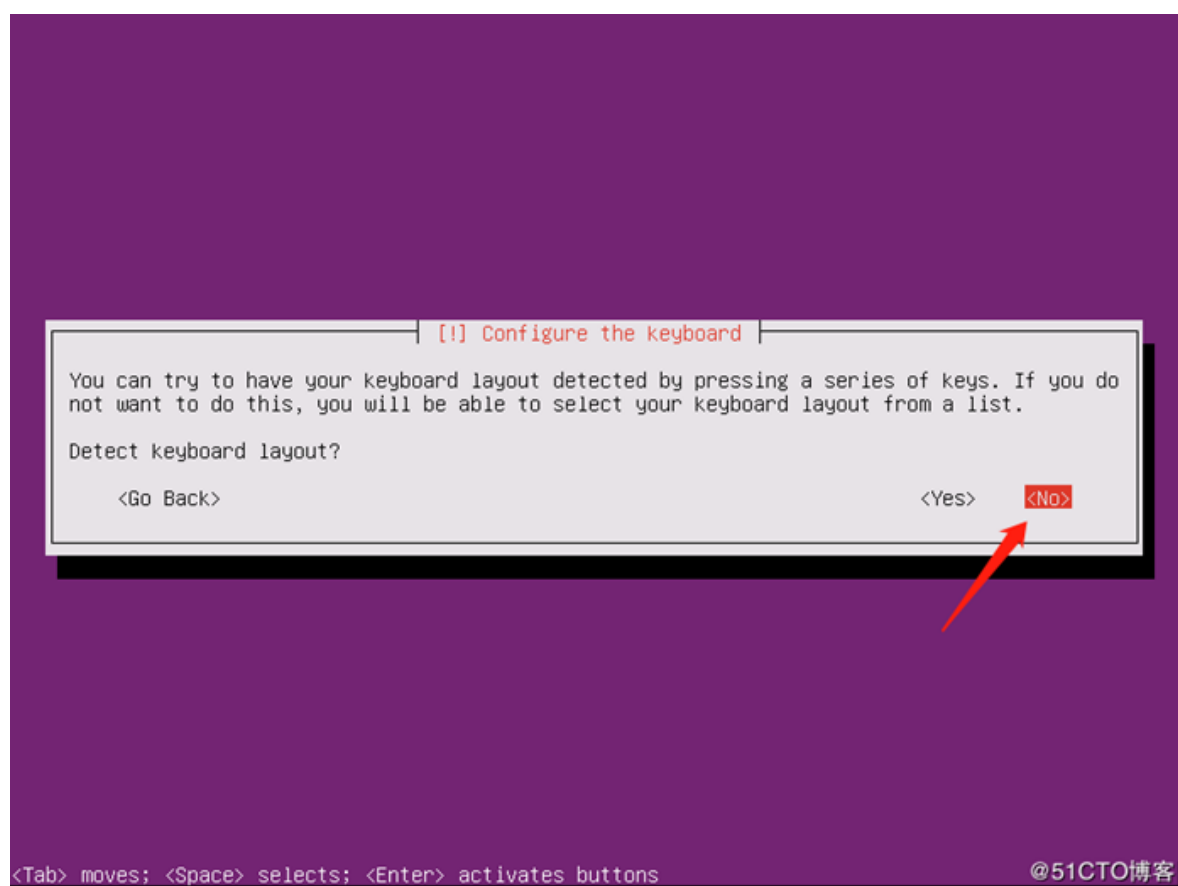 [!] Configure the keyboard
You can try to have your keyboard layout detected by pressing a series of keys. If you do
not want to do this, you will be able to select your keyboard layout from a list.
Detect keyboard layout?
<Go Back> <Yes> <No>
<Tab> moves; <Space> selects; <Enter> activates buttons
@51CTO博客